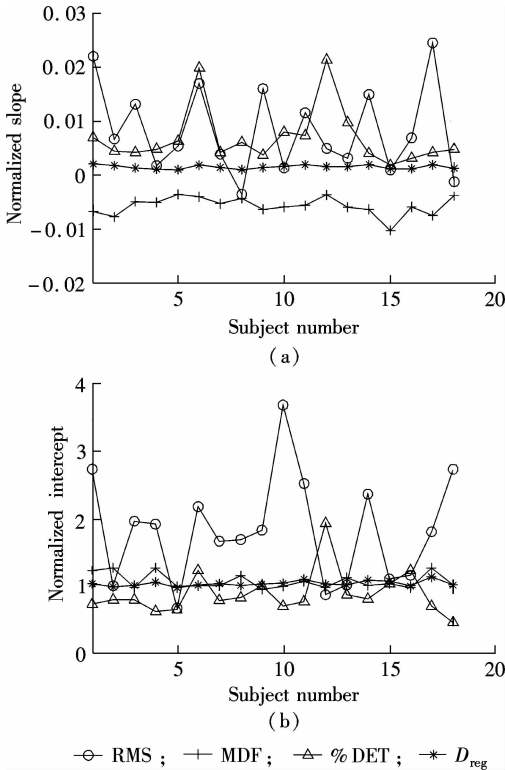 0.03
0.02
0.01
0
−0.01
−0.02
Normalized slope
5
10
15
20
Subject number
(a)
4
3
2
1
0
Normalized intercept
5
10
15
20
Subject number
(b)
RMS ; MDF ; %DET ; Dreg